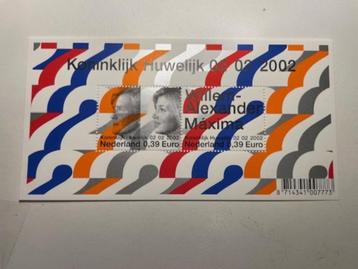 Koninklijk Huwelijk 02 02 2002
Willem-
Alexander
Máxima
Koninklijk Huwelijk 02 02 2002
Nederland 0,39 Euro
Koninklijk Huwelijk 02 02 2002
Nederland 0,39 Euro
8 714341 007773